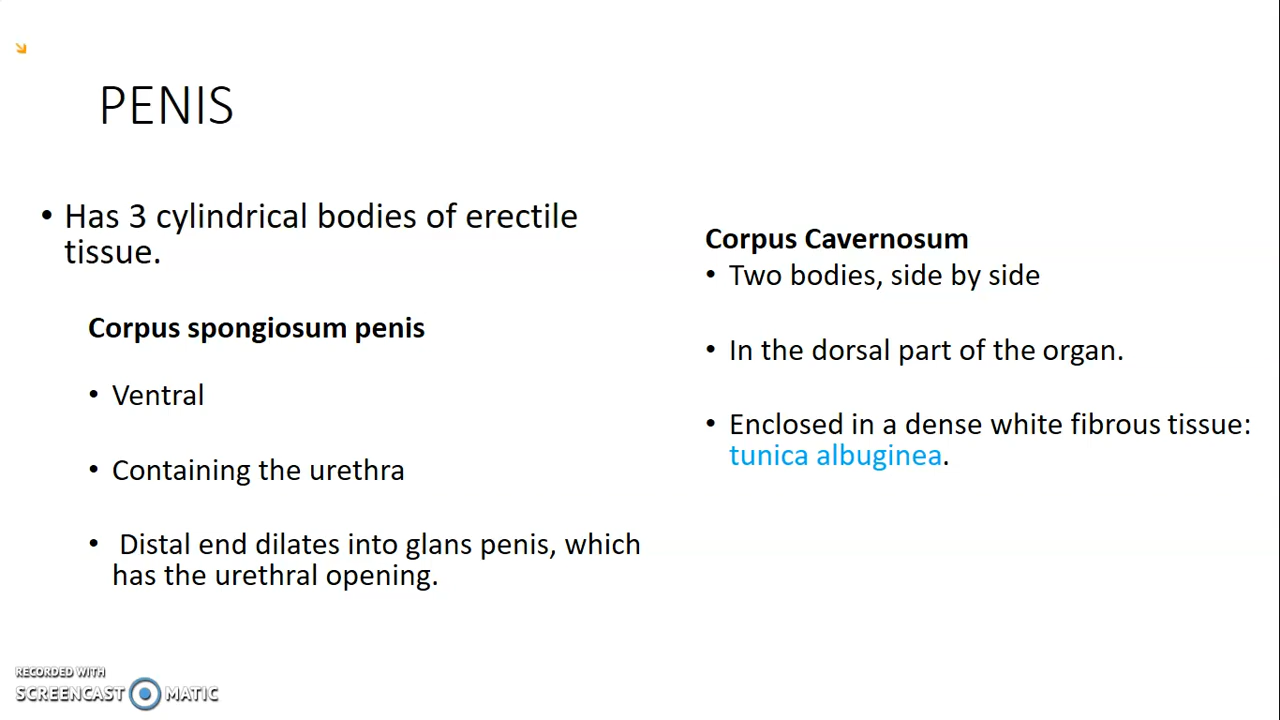 PENIS
• Has 3 cylindrical bodies of erectile
tissue.
Corpus spongiosum penis
• Ventral
• Containing the urethra
• Distal end dilates into glans penis, which
has the urethral opening.
Corpus Cavernosum
• Two bodies, side by side
• In the dorsal part of the organ.
• Enclosed in a dense white fibrous tissue:
tunica albuginea.
RECORDED WITH
SCREENCAST MATIC